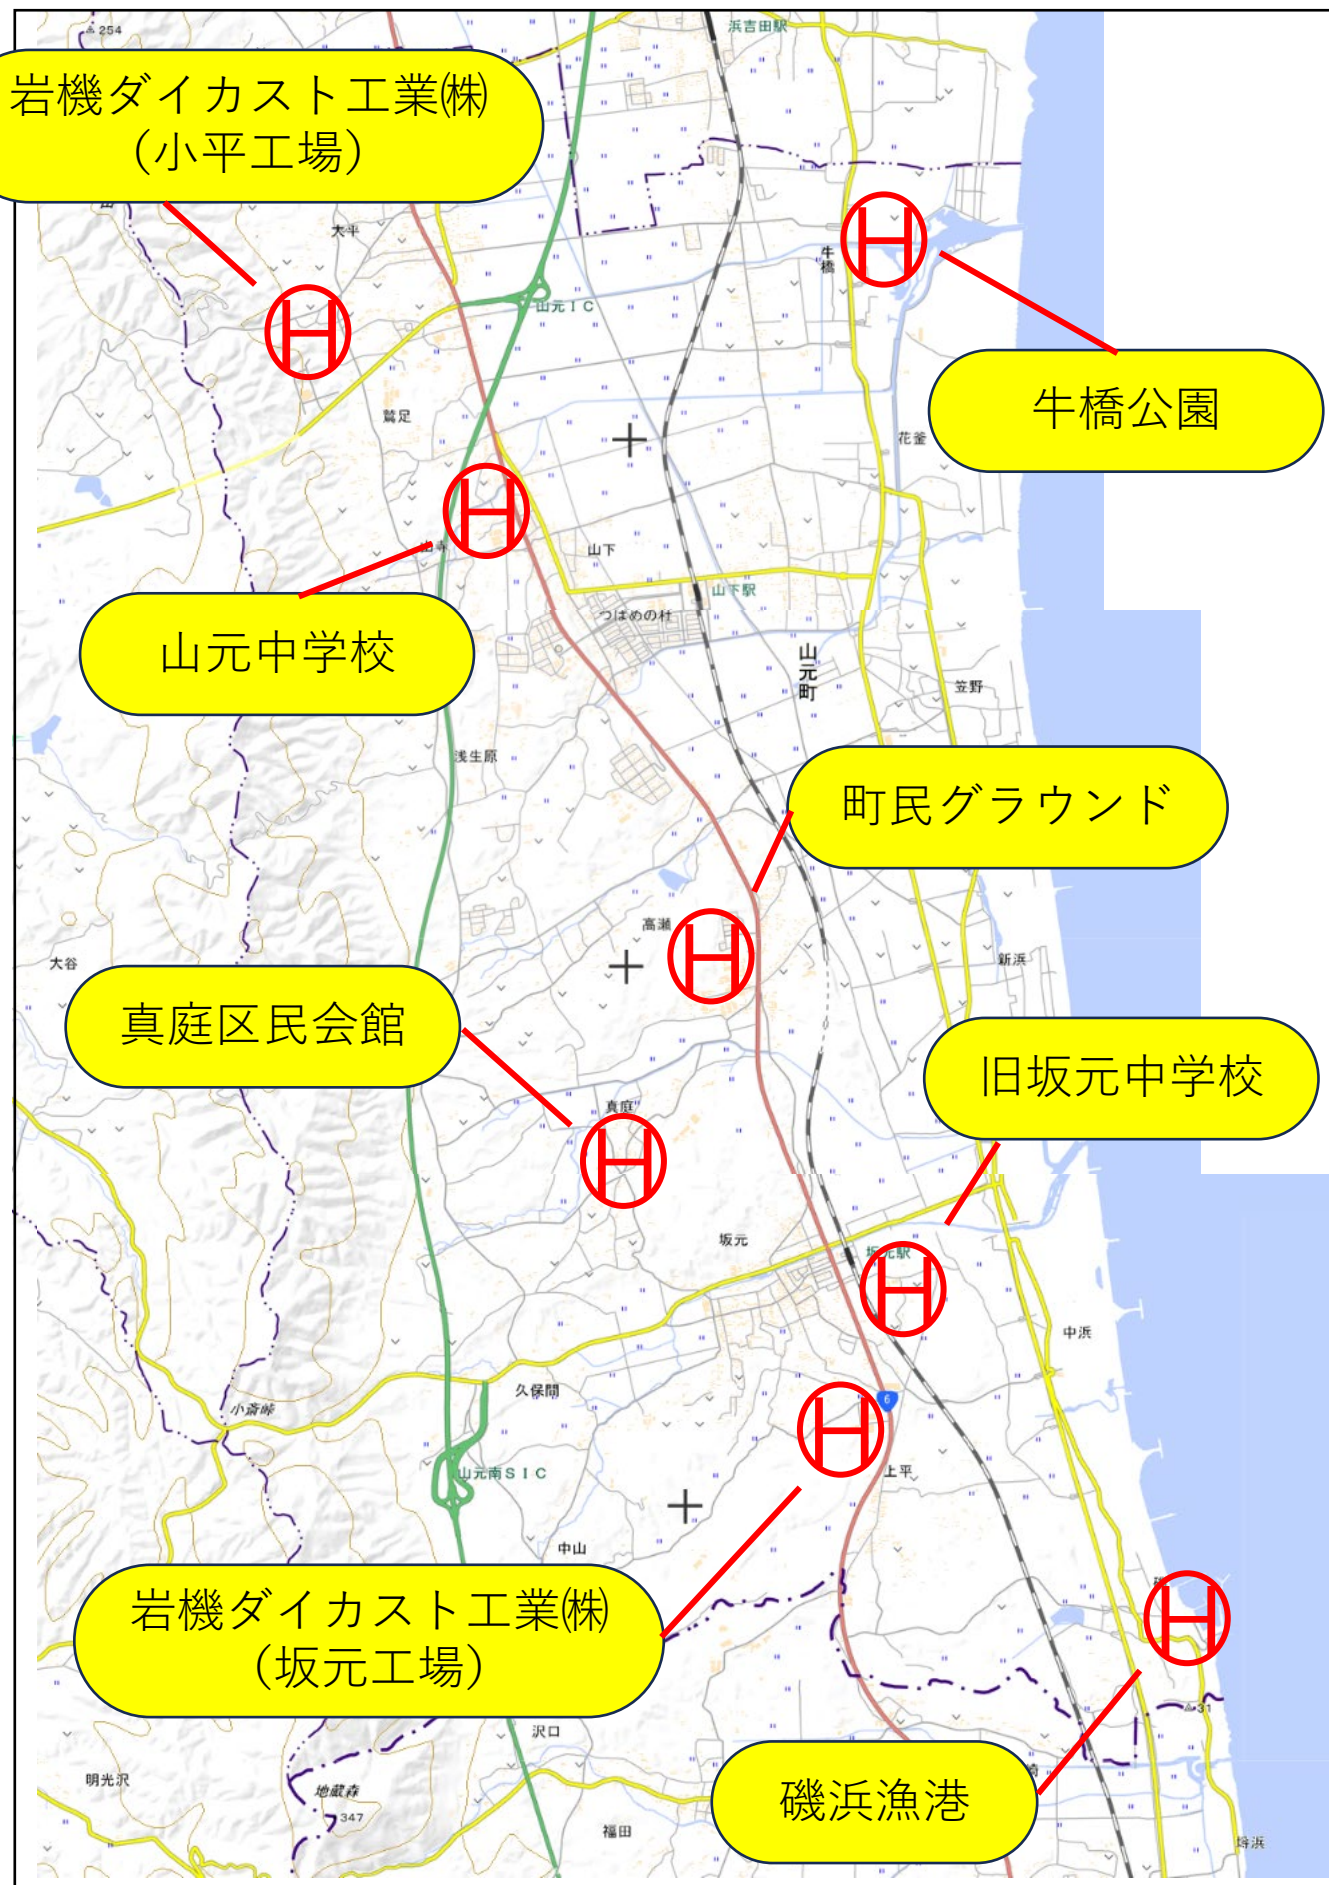 254
浜吉田駅
岩機ダイカスト工業㈱
(小平工場)
大平
牛橋
H
山元IC
H
牛橋公園
鷲足
花釜
H
山寺
山下
山下駅
つばめの杜
山元中学校
山元町
笠野
浅生原
町民グラウンド
高瀬
H
大谷
新浜
真庭区民会館
旧坂元中学校
真庭
H
坂元
坂元駅
H
中浜
久保間
小斎峠
6
H
山元南SIC
上平
中山
岩機ダイカスト工業㈱
(坂元工場)
H
31
沢口
明光沢
地蔵森
347
磯浜漁港
福田
埓浜